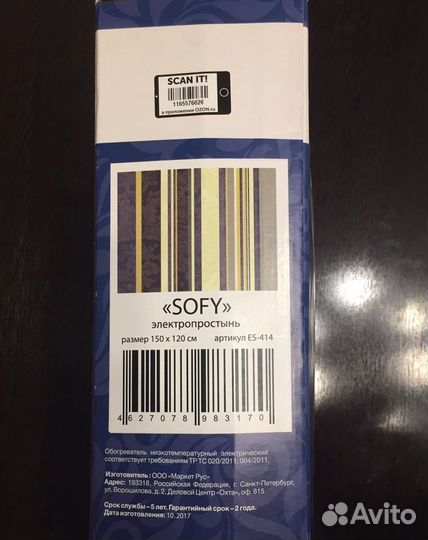 SCAN IT!
1165576026
в приложении OZON.ru
«SOFY»
электропростынь
размер 150 х 120 см артикул ES-414
4 627078 983170
Обогреватель низкотемпературный электрический
соответствует требованиям ТР ТС 020/2011; 004/2011.
Изготовитель: ООО «Маркет Рус»
Адрес: 193318, Российская Федерация, г. Санкт-Петербург,
ул. Ворошилова, д. 2, Деловой Центр «Охта», оф. 815
Срок службы – 5 лет. Гарантийный срок – 2 года.
Дата изготовления: 10. 2017
Avito